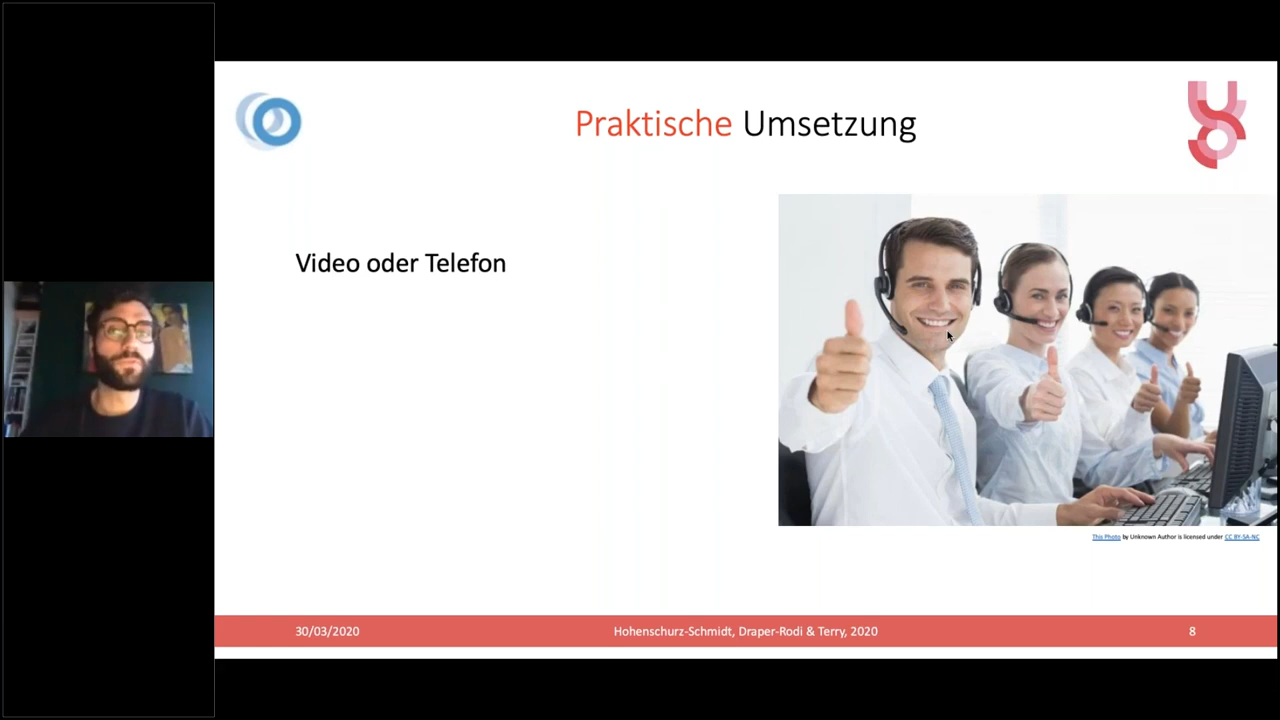 Praktische Umsetzung
Video oder Telefon
This Photo by Unknown Author is licensed under CC BY-SA-NC
30/03/2020
Hohenschurz-Schmidt, Draper-Rodi & Terry, 2020
8